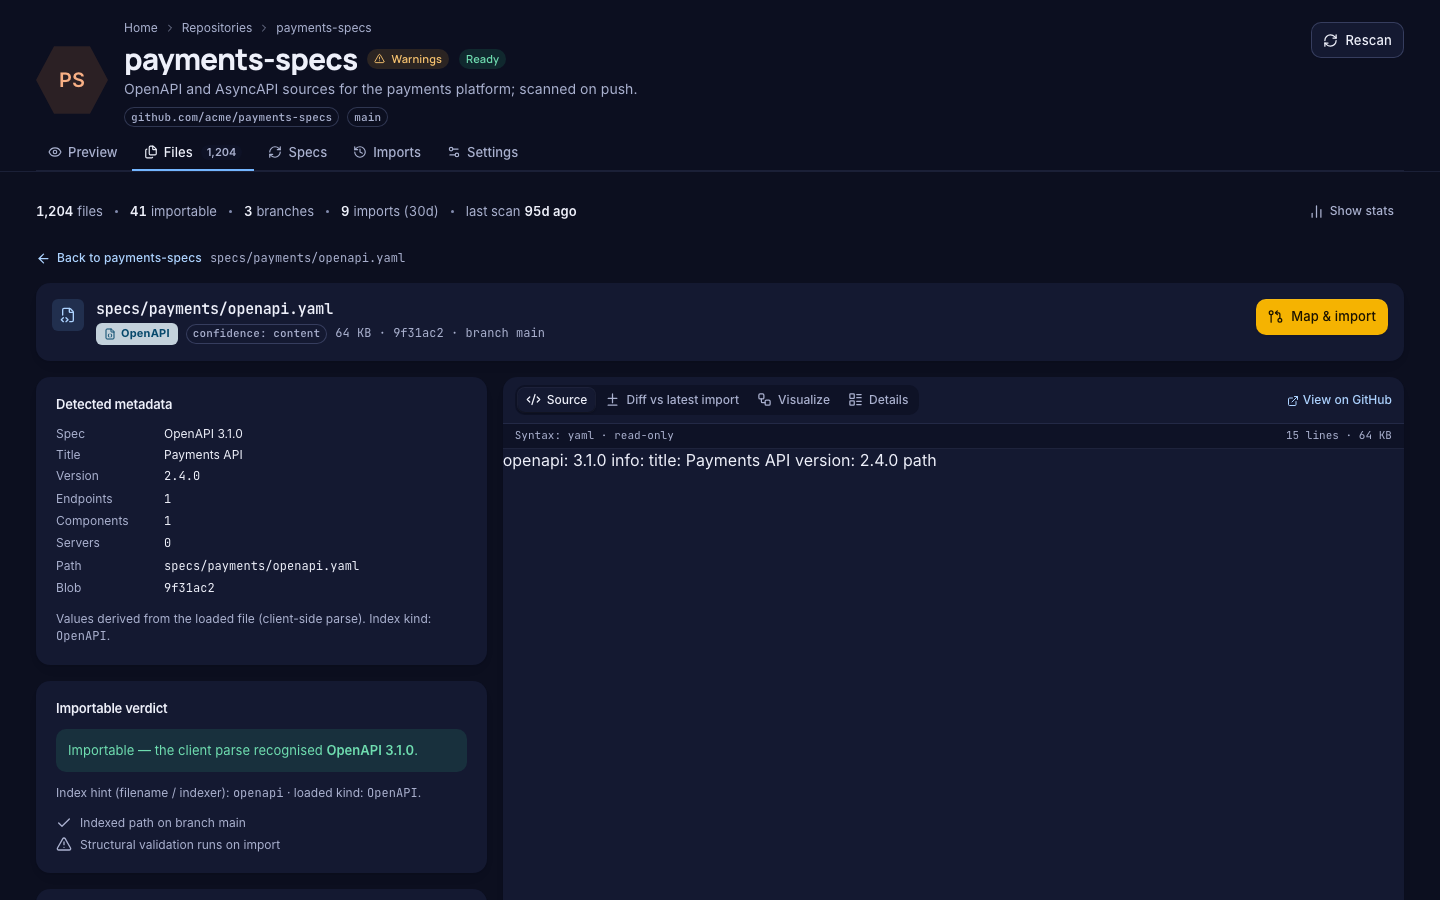 Home > Repositories > payments-specs
Rescan
PS
payments-specs Warnings Ready
OpenAPI and AsyncAPI sources for the payments platform; scanned on push.
github.com/acme/payments-specs main
Preview Files 1,204 Specs Imports Settings
1,204 files • 41 importable • 3 branches • 9 imports (30d) • last scan 95d ago
Show stats
Back to payments-specs specs/payments/openapi.yaml
specs/payments/openapi.yaml
OpenAPI confidence: content 64 KB · 9f31ac2 · branch main
Map & import
Detected metadata
Spec OpenAPI 3.1.0
Title Payments API
Version 2.4.0
Endpoints 1
Components 1
Servers 0
Path specs/payments/openapi.yaml
Blob 9f31ac2
Values derived from the loaded file (client-side parse). Index kind:
OpenAPI.
Importable verdict
Importable — the client parse recognised OpenAPI 3.1.0.
Index hint (filename / indexer): openapi · loaded kind: OpenAPI.
Indexed path on branch main
Structural validation runs on import
Source Diff vs latest import Visualize Details
View on GitHub
Syntax: yaml · read-only
15 lines · 64 KB
openapi: 3.1.0 info: title: Payments API version: 2.4.0 path